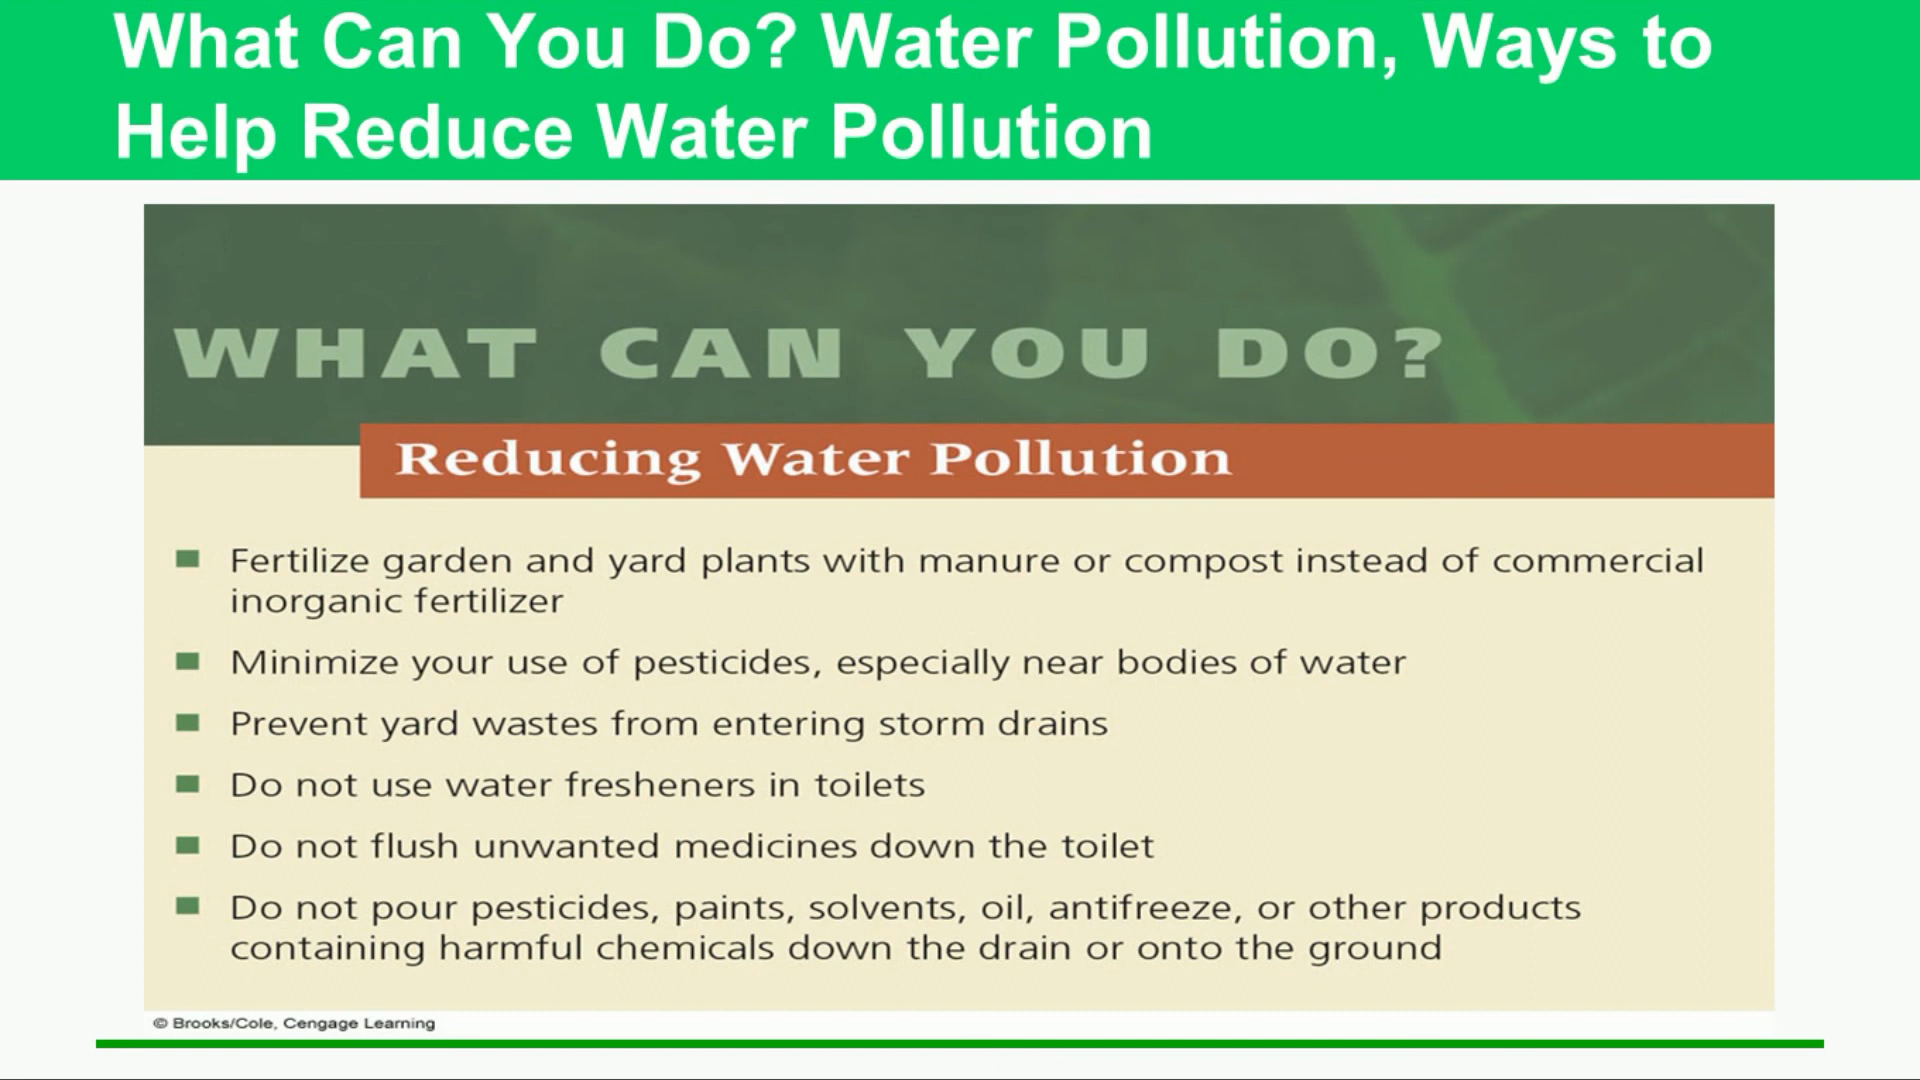 What Can You Do? Water Pollution, Ways to
Help Reduce Water Pollution
WHAT CAN YOU DO?
Reducing Water Pollution
Fertilize garden and yard plants with manure or compost instead of commercial
inorganic fertilizer
Minimize your use of pesticides, especially near bodies of water
Prevent yard wastes from entering storm drains
Do not use water fresheners in toilets
Do not flush unwanted medicines down the toilet
Do not pour pesticides, paints, solvents, oil, antifreeze, or other products
containing harmful chemicals down the drain or onto the ground
© Brooks/Cole, Cengage Learning